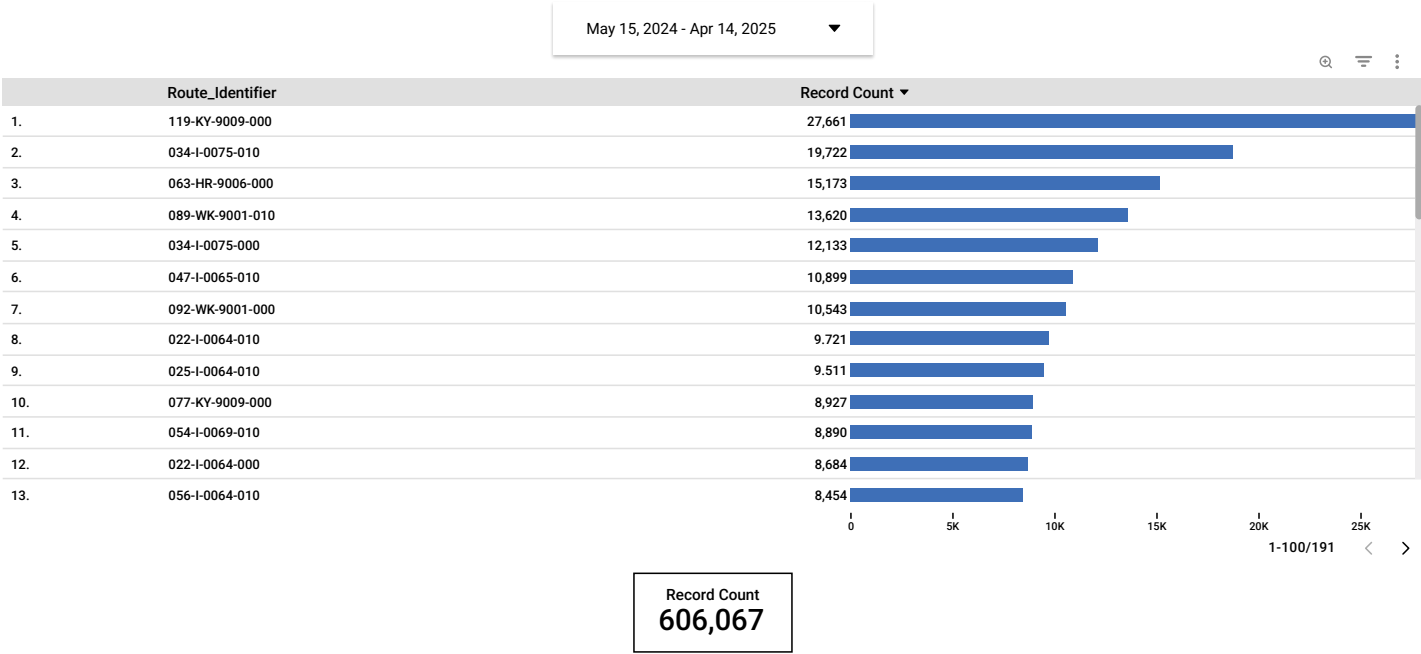 May 15, 2024 - Apr 14, 2025
Route_Identifier Record Count
1. 119-KY-9009-000 27,661
2. 034-I-0075-010 19,722
3. 063-HR-9006-000 15,173
4. 089-WK-9001-010 13,620
5. 034-I-0075-000 12,133
6. 047-I-0065-010 10,899
7. 092-WK-9001-000 10,543
8. 022-I-0064-010 9.721
9. 025-I-0064-010 9.511
10. 077-KY-9009-000 8,927
11. 054-I-0069-010 8,890
12. 022-I-0064-000 8,684
13. 056-I-0064-010 8,454
0 5K 10K 15K 20K 25K
1-100/191
Record Count
606,067